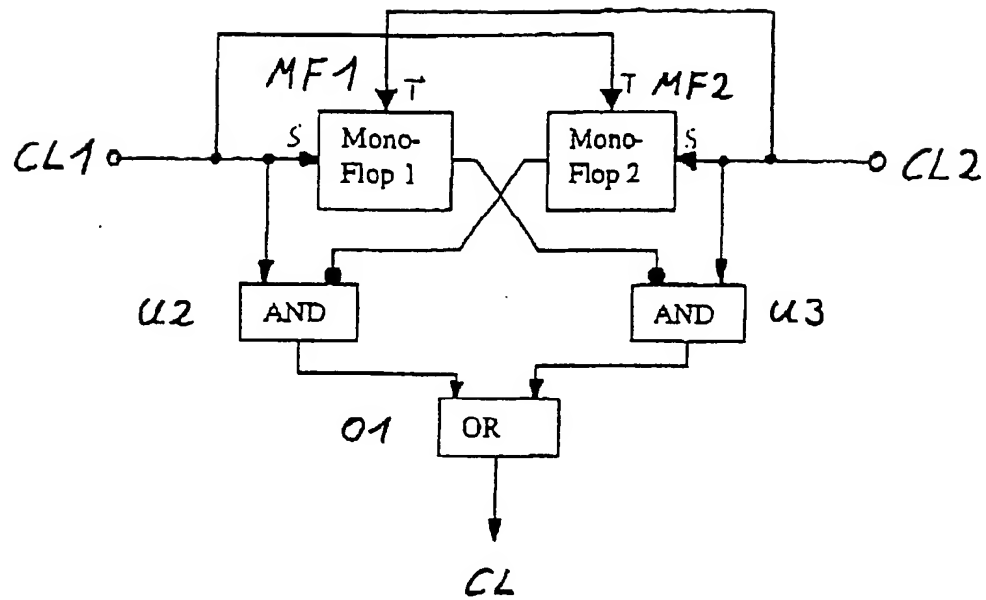 MF1
T
T
MF2
CL1
S
Mono-
Flop 1
Mono-
Flop 2
S
CL2
U2
AND
AND
U3
O1
OR
CL